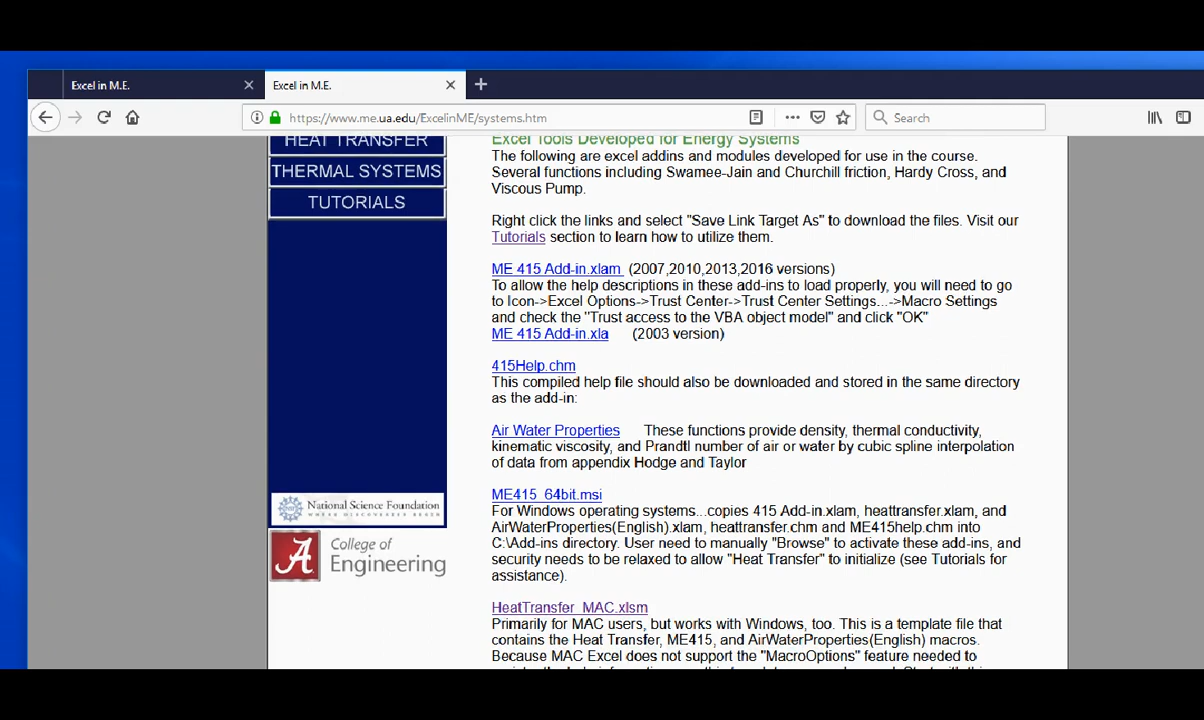 Excel in M.E.
Excel in M.E.
https://www.me.ua.edu/ExcelinME/systems.htm
Search
HEAT TRANSFER
THERMAL SYSTEMS
TUTORIALS
National Science Foundation
College of
Engineering
Excel Tools Developed for Energy Systems
The following are excel addins and modules developed for use in the course.
Several functions including Swamee-Jain and Churchill friction, Hardy Cross, and
Viscous Pump.
Right click the links and select "Save Link Target As" to download the files. Visit our
Tutorials section to learn how to utilize them.
ME 415 Add-in.xlam (2007,2010,2013,2016 versions)
To allow the help descriptions in these add-ins to load properly, you will need to go
to Icon->Excel Options->Trust Center->Trust Center Settings...->Macro Settings
and check the "Trust access to the VBA object model" and click "OK"
ME 415 Add-in.xla (2003 version)
415Help.chm
This compiled help file should also be downloaded and stored in the same directory
as the add-in:
Air Water Properties These functions provide density, thermal conductivity,
kinematic viscosity, and Prandtl number of air or water by cubic spline interpolation
of data from appendix Hodge and Taylor
ME415_64bit.msi
For Windows operating systems...copies 415 Add-in.xlam, heattransfer.xlam, and
AirWaterProperties(English).xlam, heattransfer.chm and ME415help.chm into
C:\Add-ins directory. User need to manually "Browse" to activate these add-ins, and
security needs to be relaxed to allow "Heat Transfer" to initialize (see Tutorials for
assistance).
HeatTransfer_MAC.xlsm
Primarily for MAC users, but works with Windows, too. This is a template file that
contains the Heat Transfer, ME415, and AirWaterProperties(English) macros.
Because MAC Excel does not support the "MacroOptions" feature needed to